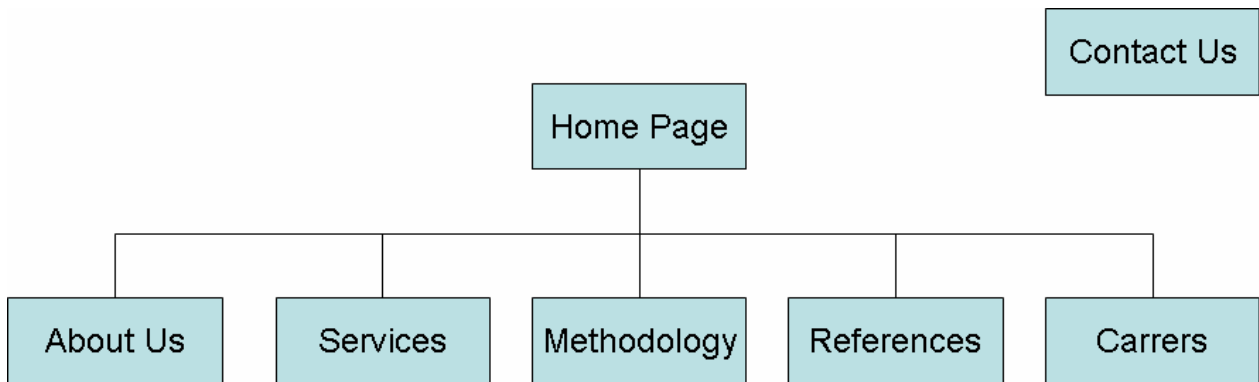 Contact Us
Home Page
About Us
Services
Methodology
References
Carrers